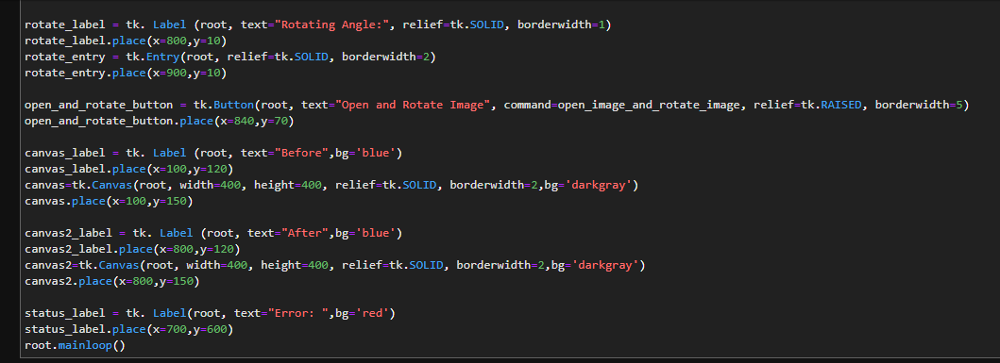 rotate_label = tk. Label (root, text="Rotating Angle:", relief=tk.SOLID, borderwidth=1)
rotate_label.place(x=800,y=10)
rotate_entry = tk.Entry(root, relief=tk.SOLID, borderwidth=2)
rotate_entry.place(x=900,y=10)
open_and_rotate_button = tk.Button(root, text="Open and Rotate Image", command=open_image_and_rotate_image, relief=tk.RAISED, borderwidth=5)
open_and_rotate_button.place(x=840,y=70)
canvas_label = tk. Label (root, text="Before",bg='blue')
canvas_label.place(x=100,y=120)
canvas=tk.Canvas(root, width=400, height=400, relief=tk.SOLID, borderwidth=2,bg='darkgray')
canvas.place(x=100,y=150)
canvas2_label = tk. Label (root, text="After",bg='blue')
canvas2_label.place(x=800,y=120)
canvas2=tk.Canvas(root, width=400, height=400, relief=tk.SOLID, borderwidth=2,bg='darkgray')
canvas2.place(x=800,y=150)
status_label = tk. Label(root, text="Error: ",bg='red')
status_label.place(x=700,y=600)
root.mainloop()